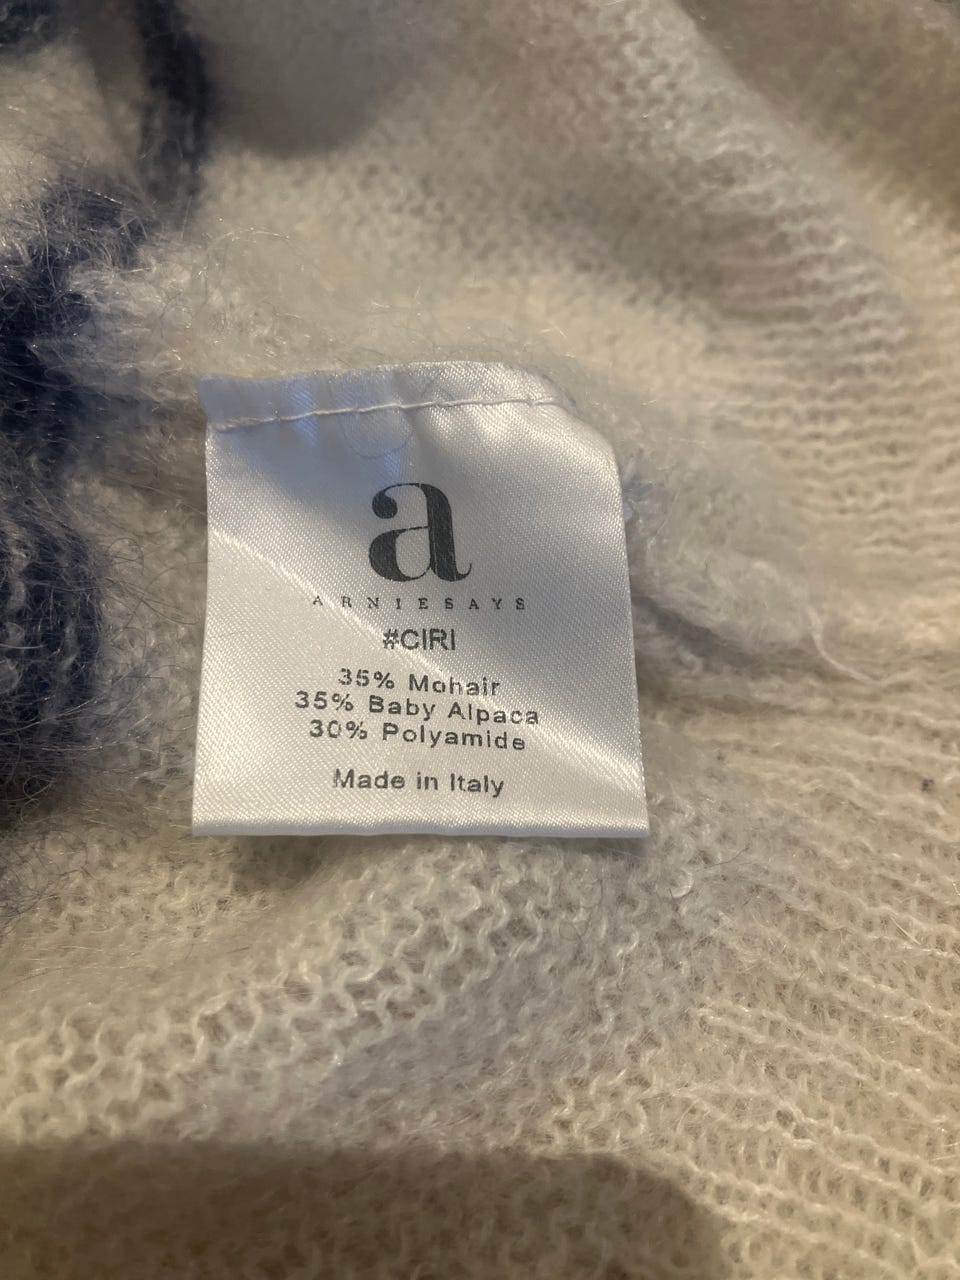 a
ARNIESAYS
#CIRI
35% Mohair
35% Baby Alpaca
30% Polyamide
Made in Italy